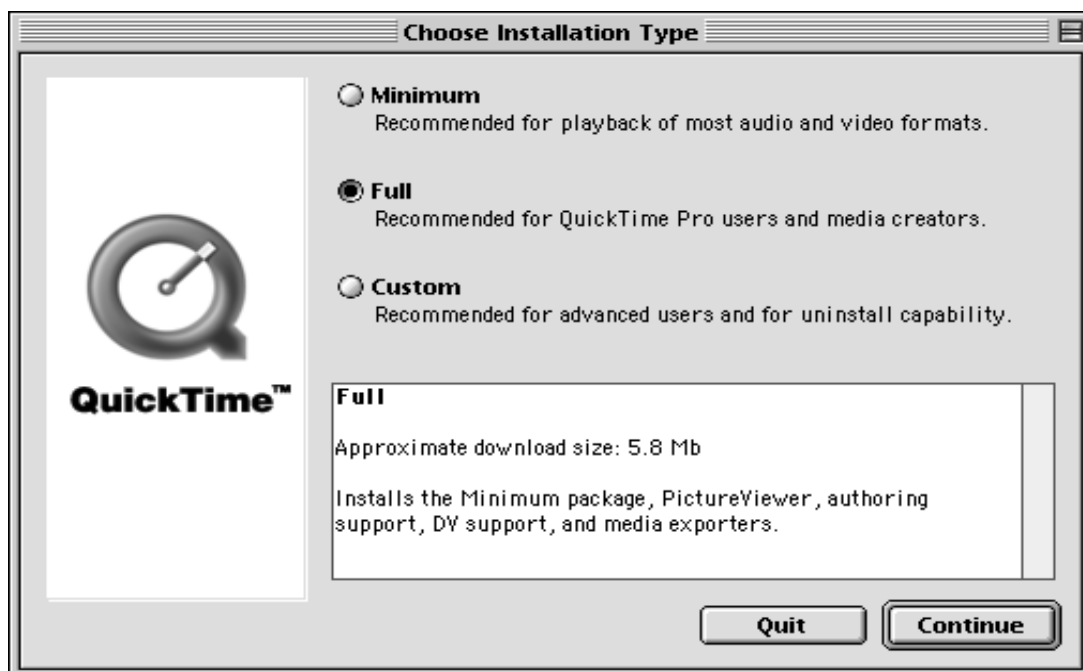 Choose Installation Type
Minimum
Recommended for playback of most audio and video formats.
Full
Recommended for QuickTime Pro users and media creators.
Custom
Recommended for advanced users and for uninstall capability.
QuickTime™
Full
Approximate download size: 5.8 Mb
Installs the Minimum package, PictureViewer, authoring
support, DV support, and media exporters.
Quit
Continue